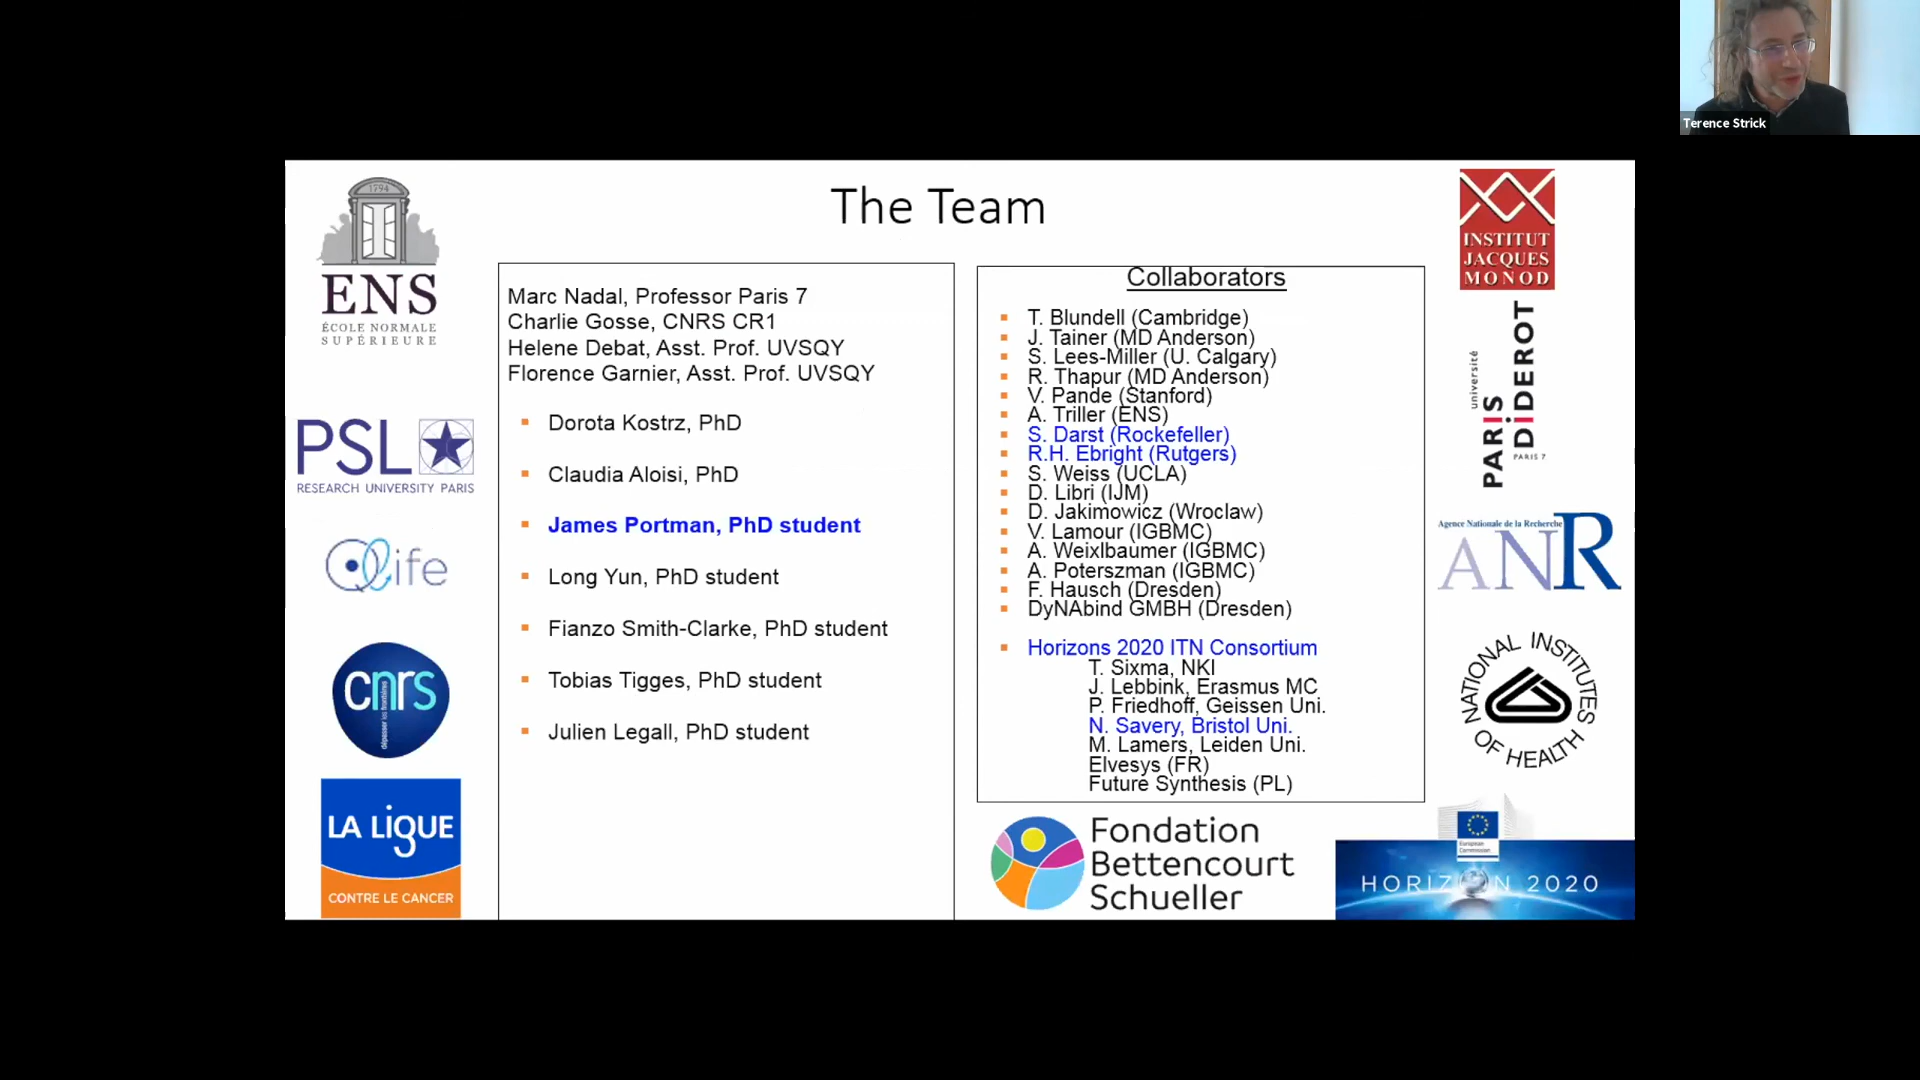 Terence Strick
The Team
1794
ENS
ÉCOLE NORMALE
SUPÉRIEURE
PSL
RESEARCH UNIVERSITY PARIS
Qlife
cnrs
dépasser les frontières
LA LIGUE
CONTRE LE CANCER
Marc Nadal, Professor Paris 7
Charlie Gosse, CNRS CR1
Helene Debat, Asst. Prof. UVSQY
Florence Garnier, Asst. Prof. UVSQY
Dorota Kostrz, PhD
Claudia Aloisi, PhD
James Portman, PhD student
Long Yun, PhD student
Fianzo Smith-Clarke, PhD student
Tobias Tigges, PhD student
Julien Legall, PhD student
Collaborators
T. Blundell (Cambridge)
J. Tainer (MD Anderson)
S. Lees-Miller (U. Calgary)
R. Thapur (MD Anderson)
V. Pande (Stanford)
A. Triller (ENS)
S. Darst (Rockefeller)
R.H. Ebright (Rutgers)
S. Weiss (UCLA)
D. Libri (IJM)
D. Jakimowicz (Wroclaw)
V. Lamour (IGBMC)
A. Weixlbaumer (IGBMC)
A. Poterszman (IGBMC)
F. Hausch (Dresden)
DyNAbind GMBH (Dresden)
Horizons 2020 ITN Consortium
T. Sixma, NKI
J. Lebbink, Erasmus MC
P. Friedhoff, Geissen Uni.
N. Savery, Bristol Uni.
M. Lamers, Leiden Uni.
Elvesys (FR)
Future Synthesis (PL)
Fondation
Bettencourt
Schueller
INSTITUT
JACQUES
MONOD
université
PARIS
DIDEROT
PARIS 7
Agence Nationale de la Recherche
ANR
NATIONAL INSTITUTES
OF HEALTH
European
Commission
HORIZON 2020